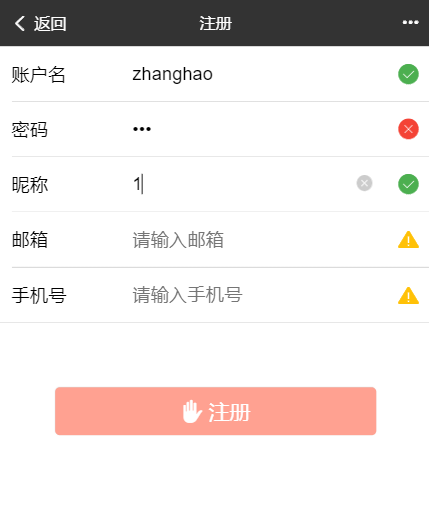 返回 注册
账户名 zhanghao
密码 •••
昵称 1
邮箱 请输入邮箱
手机号 请输入手机号
注册